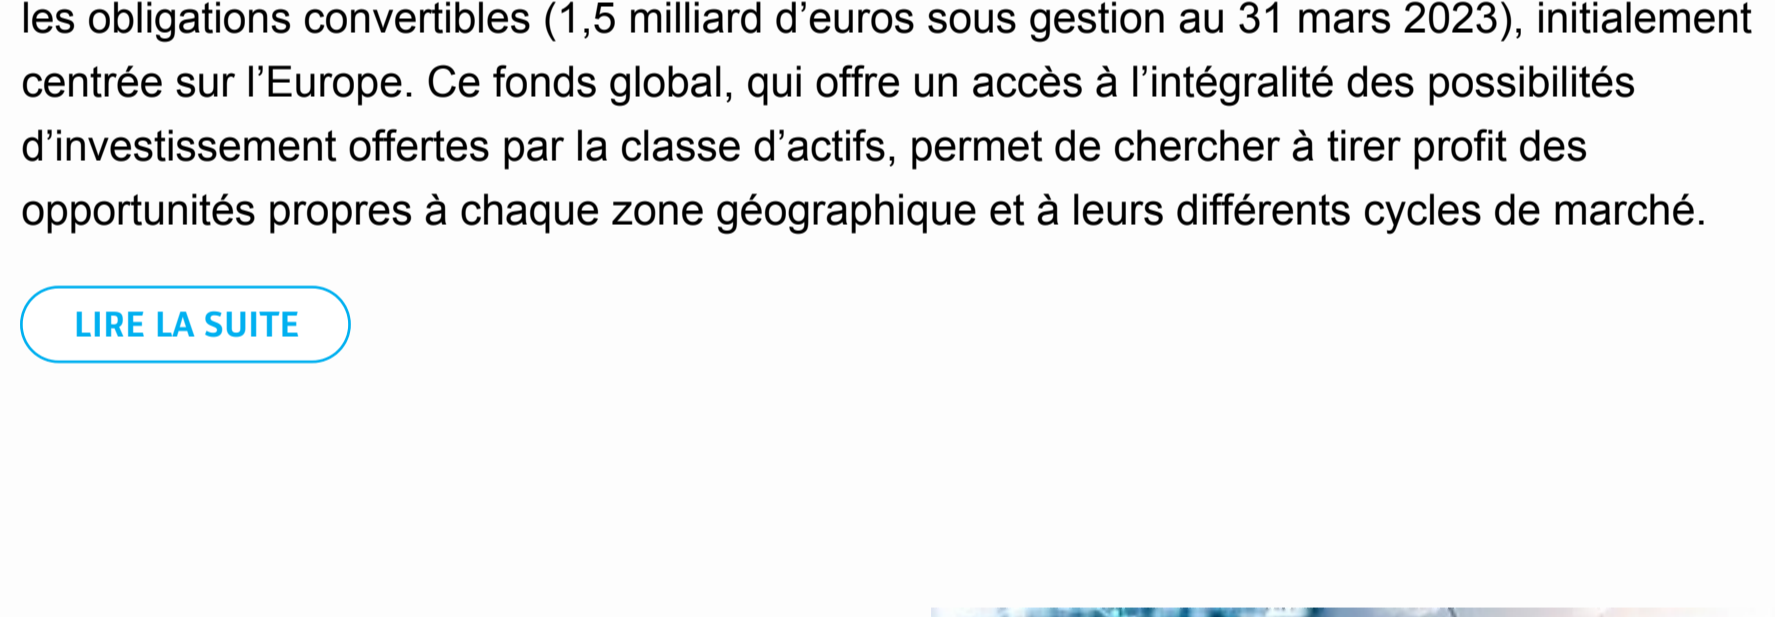 les obligations convertibles (1,5 milliard d’euros sous gestion au 31 mars 2023), initialement
centrée sur l’Europe. Ce fonds global, qui offre un accès à l’intégralité des possibilités
d’investissement offertes par la classe d’actifs, permet de chercher à tirer profit des
opportunités propres à chaque zone géographique et à leurs différents cycles de marché.
LIRE LA SUITE